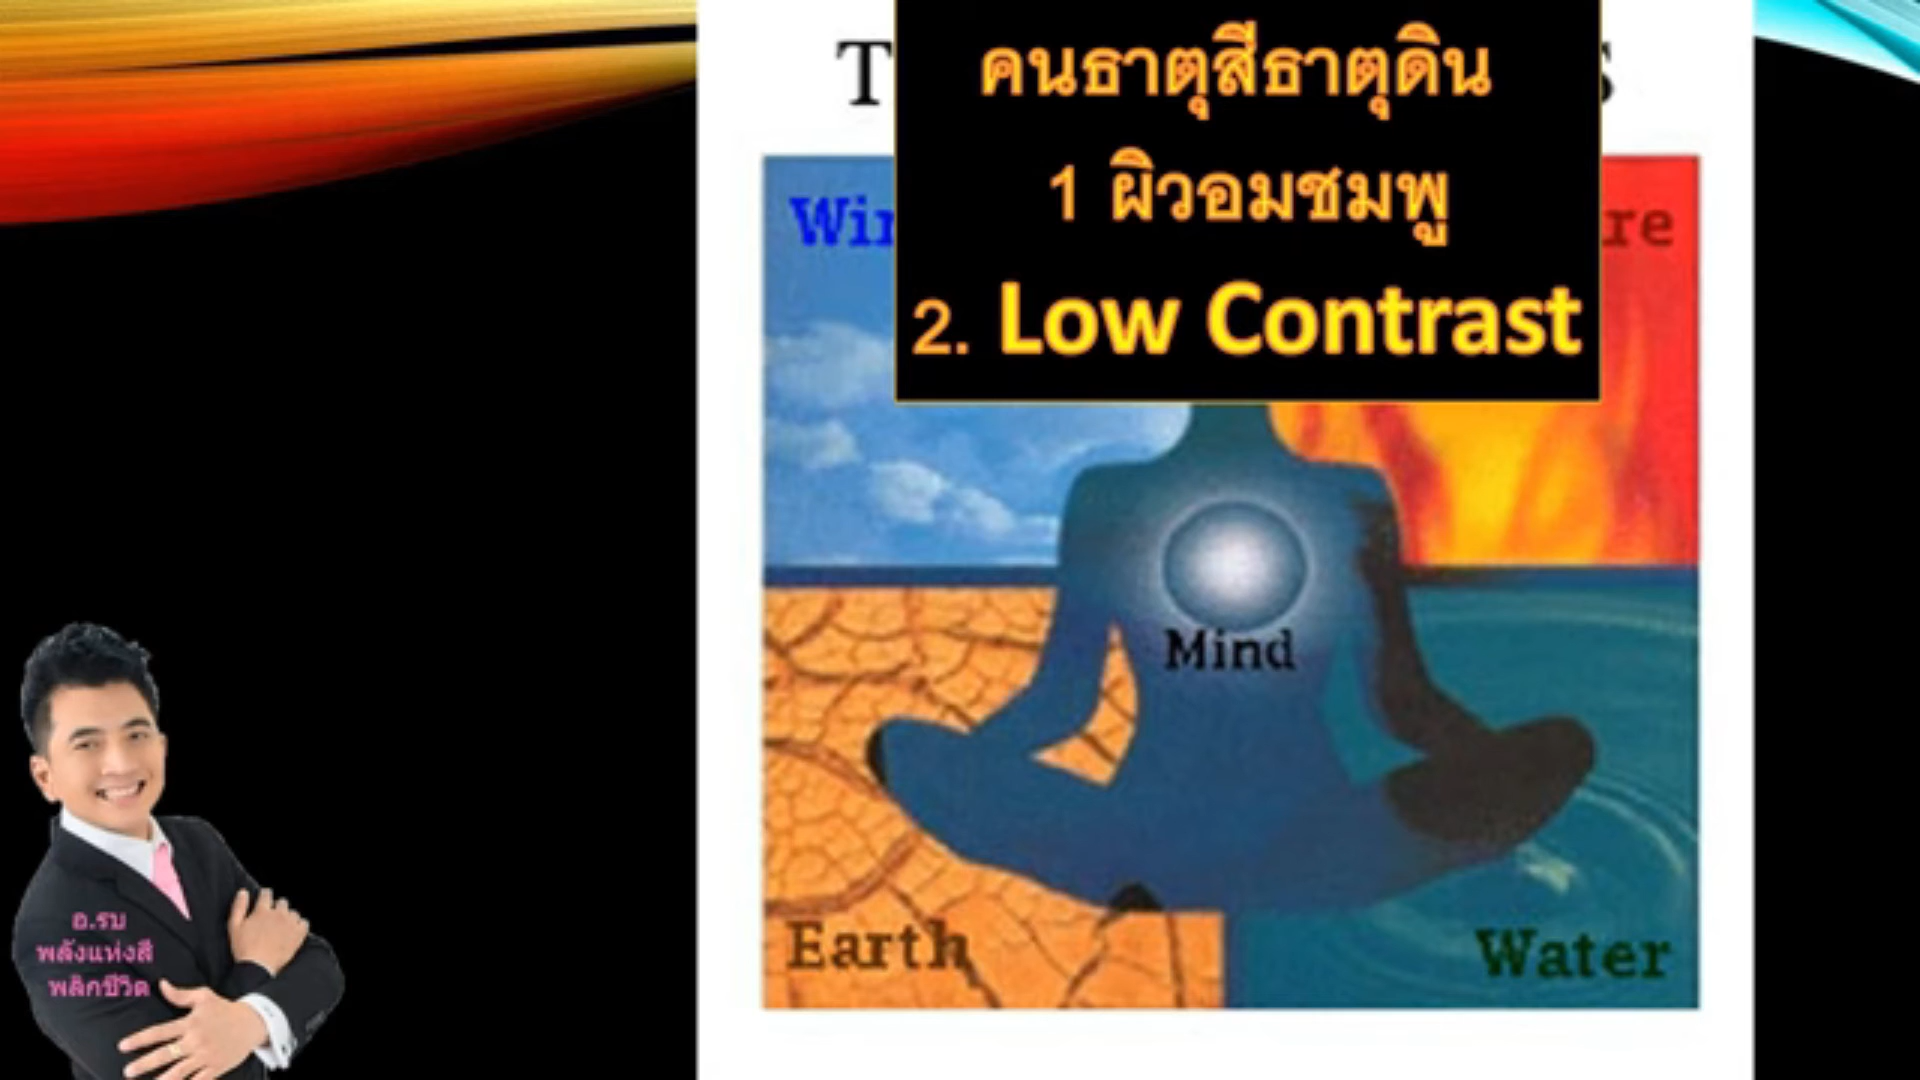 คนธาตุสีธาตุดิน
1 ผิวอมชมพู
2. Low Contrast
Mind
Earth
Water
อ.รบ
พลังแห่งสี
พลิกชีวิต